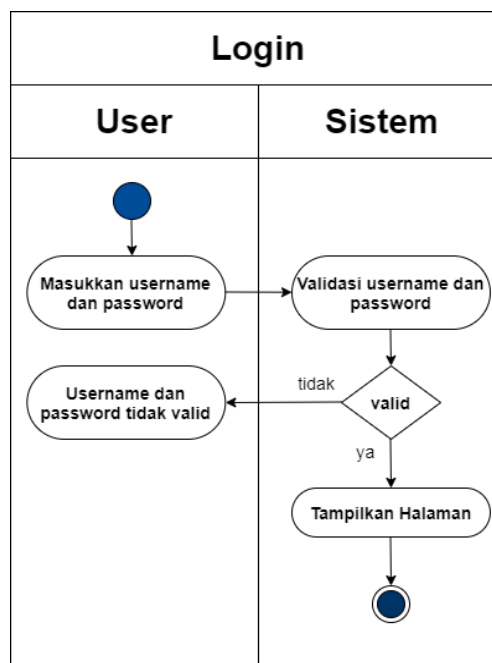 Login
User
Sistem
Masukkan username
dan password
Validasi username dan
password
Username dan
password tidak valid
tidak
valid
ya
Tampilkan Halaman